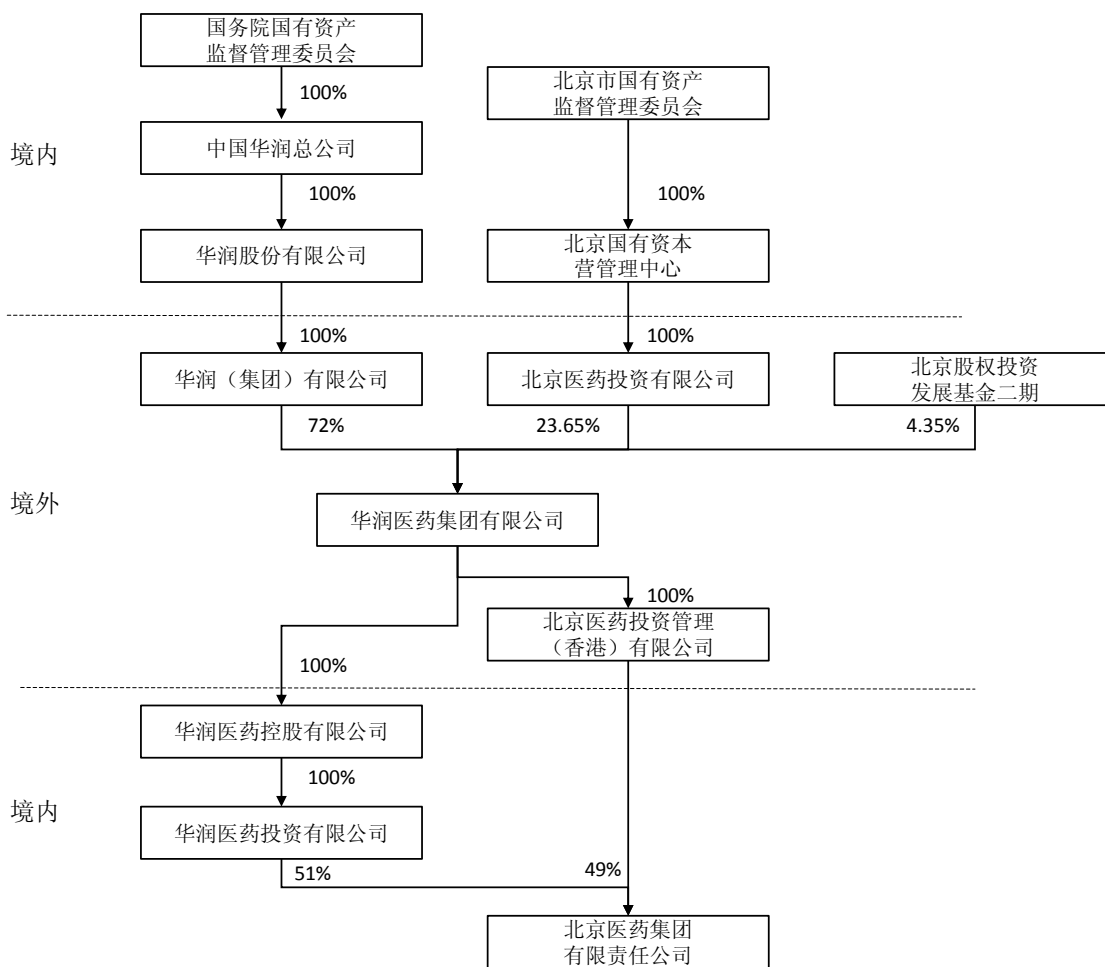 国务院国有资产
监督管理委员会
100%
北京市国有资产
监督管理委员会
境内
中国华润总公司
100%
100%
华润股份有限公司
北京国有资本
营管理中心
100%
100%
华润（集团）有限公司
北京医药投资有限公司
北京股权投资
发展基金二期
72%
23.65%
4.35%
境外
华润医药集团有限公司
100%
北京医药投资管理
（香港）有限公司
100%
华润医药控股有限公司
100%
境内
华润医药投资有限公司
51%
49%
北京医药集团
有限责任公司